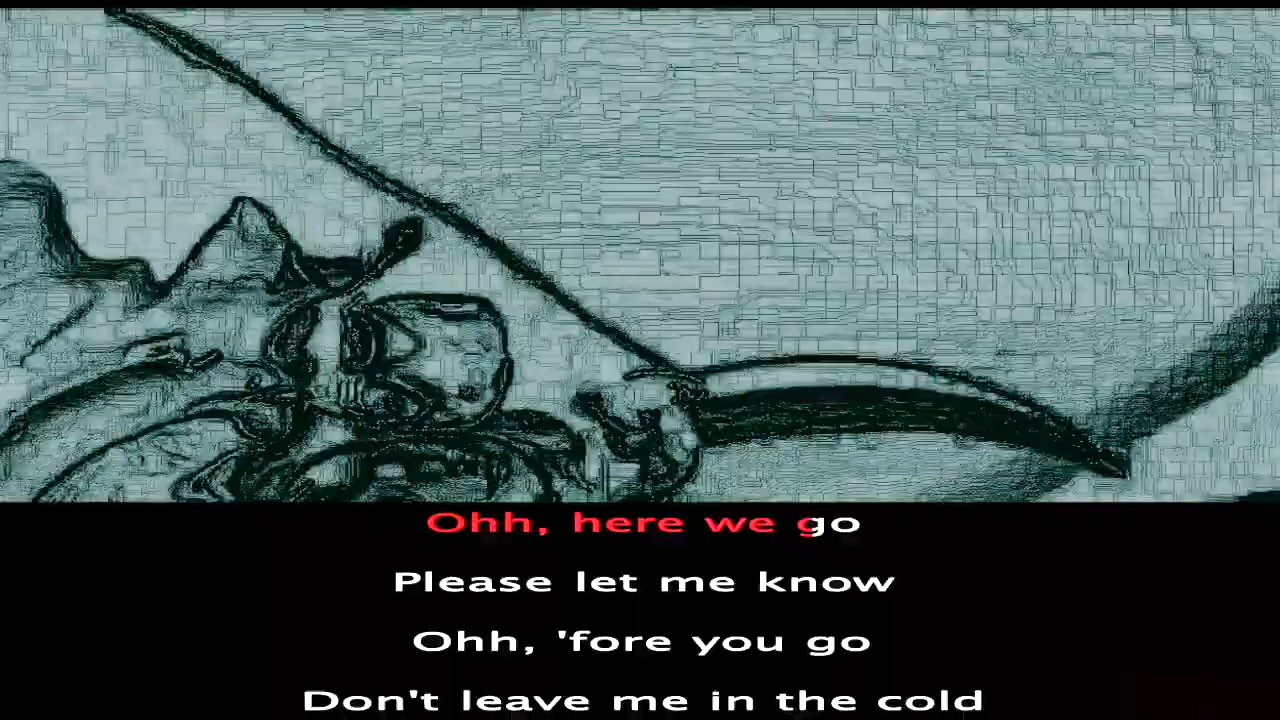 Ohh, here we go
Please let me know
Ohh, 'fore you go
Don't leave me in the cold